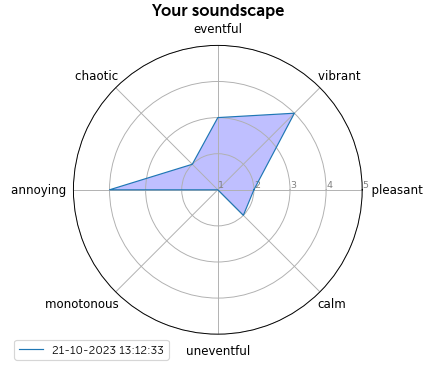 Your soundscape
eventful
chaotic
vibrant
annoying
1 2 3 4 5
pleasant
monotonous
calm
uneventful
21-10-2023 13:12:33